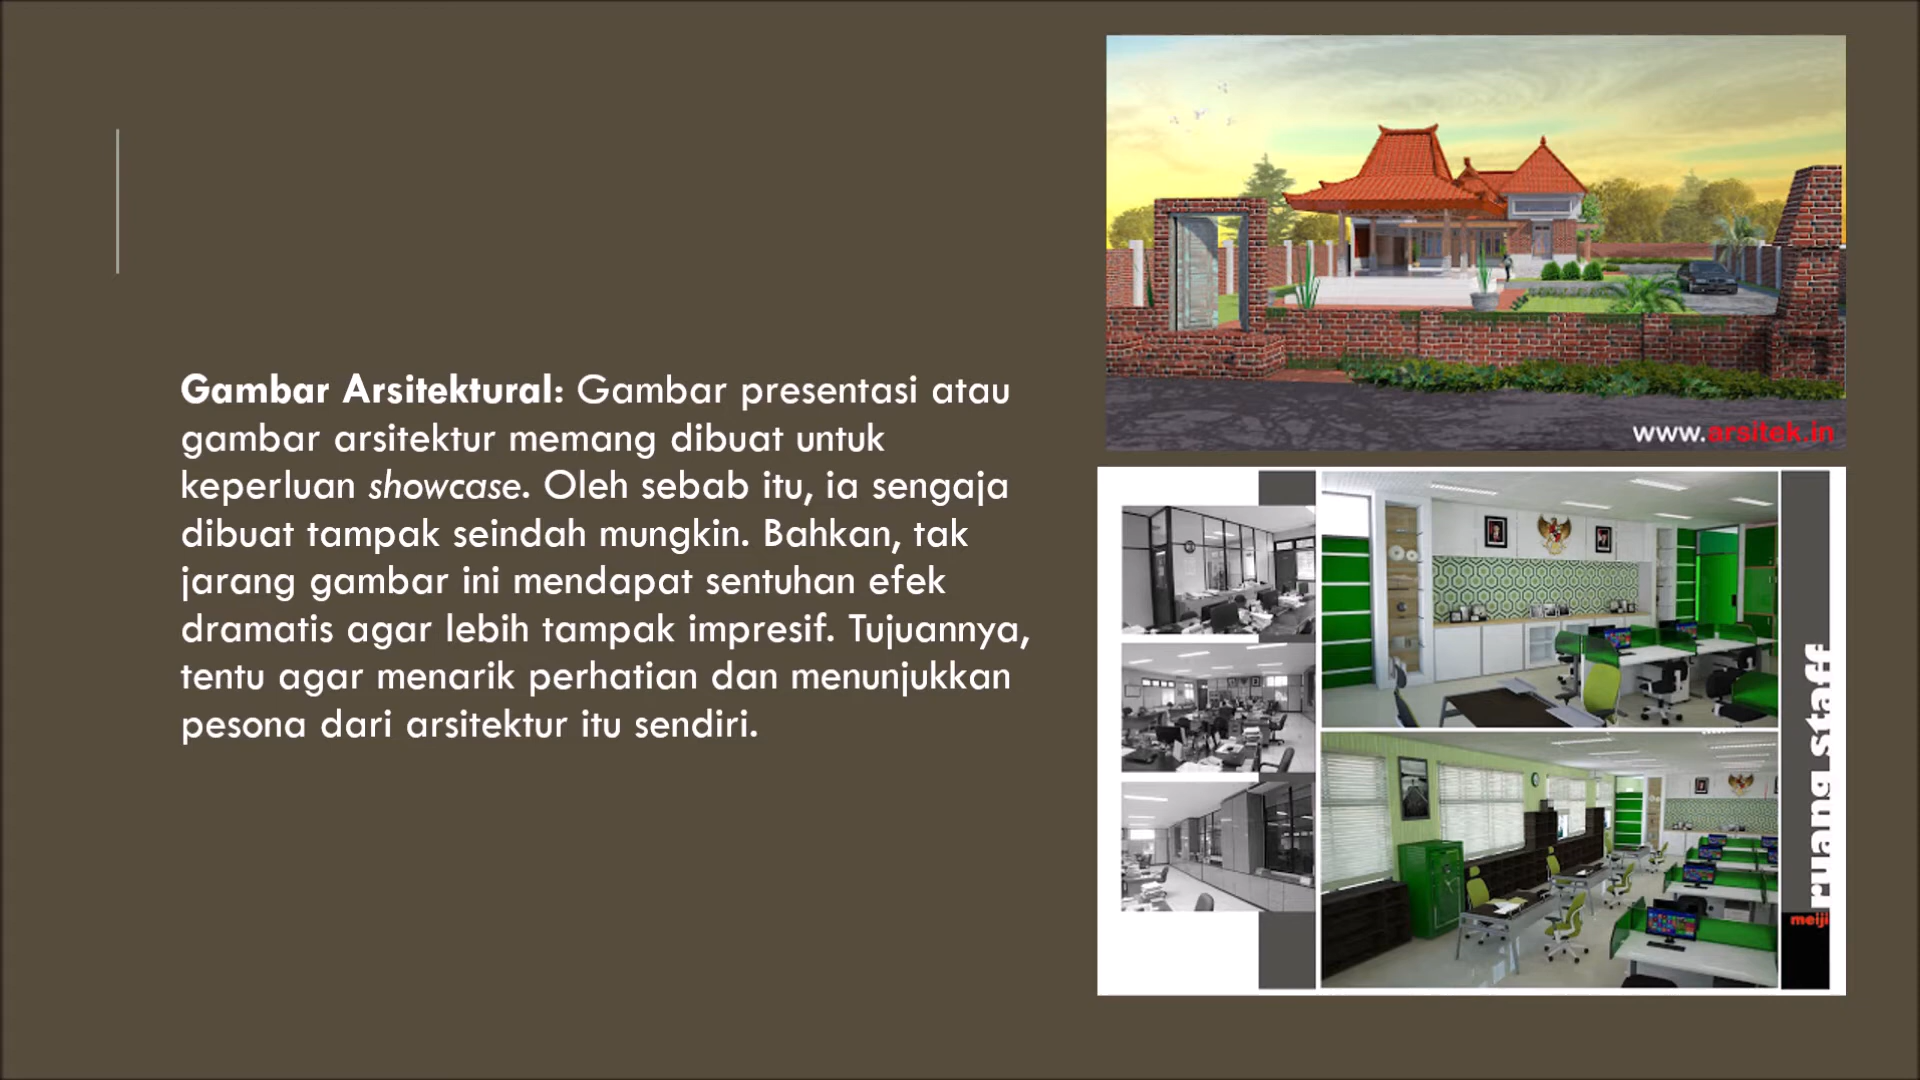 Gambar Arsitektural: Gambar presentasi atau
gambar arsitektur memang dibuat untuk
keperluan showcase. Oleh sebab itu, ia sengaja
dibuat tampak seindah mungkin. Bahkan, tak
jarang gambar ini mendapat sentuhan efek
dramatis agar lebih tampak impresif. Tujuannya,
tentu agar menarik perhatian dan menunjukkan
pesona dari arsitektur itu sendiri.
www.arsitek.in
ruang staff
meiji